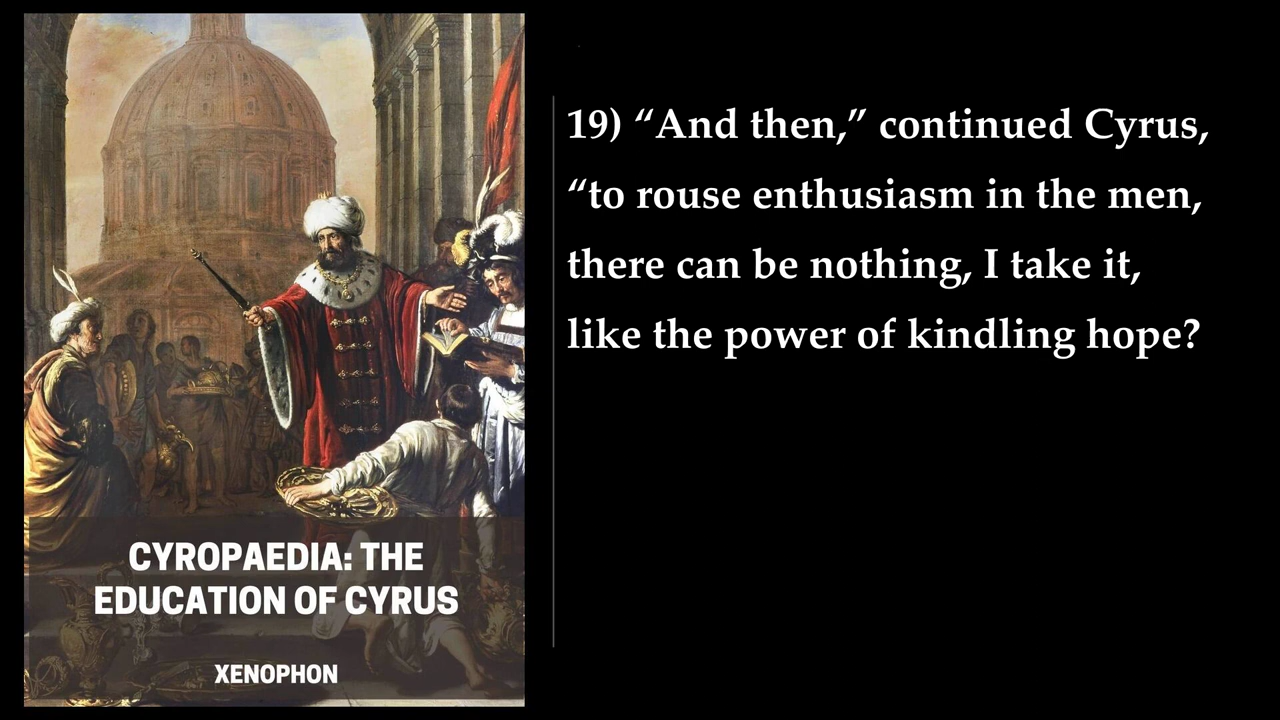 CYROPAEDIA: THE
EDUCATION OF CYRUS
XENOPHON
19) “And then,” continued Cyrus,
“to rouse enthusiasm in the men,
there can be nothing, I take it,
like the power of kindling hope?